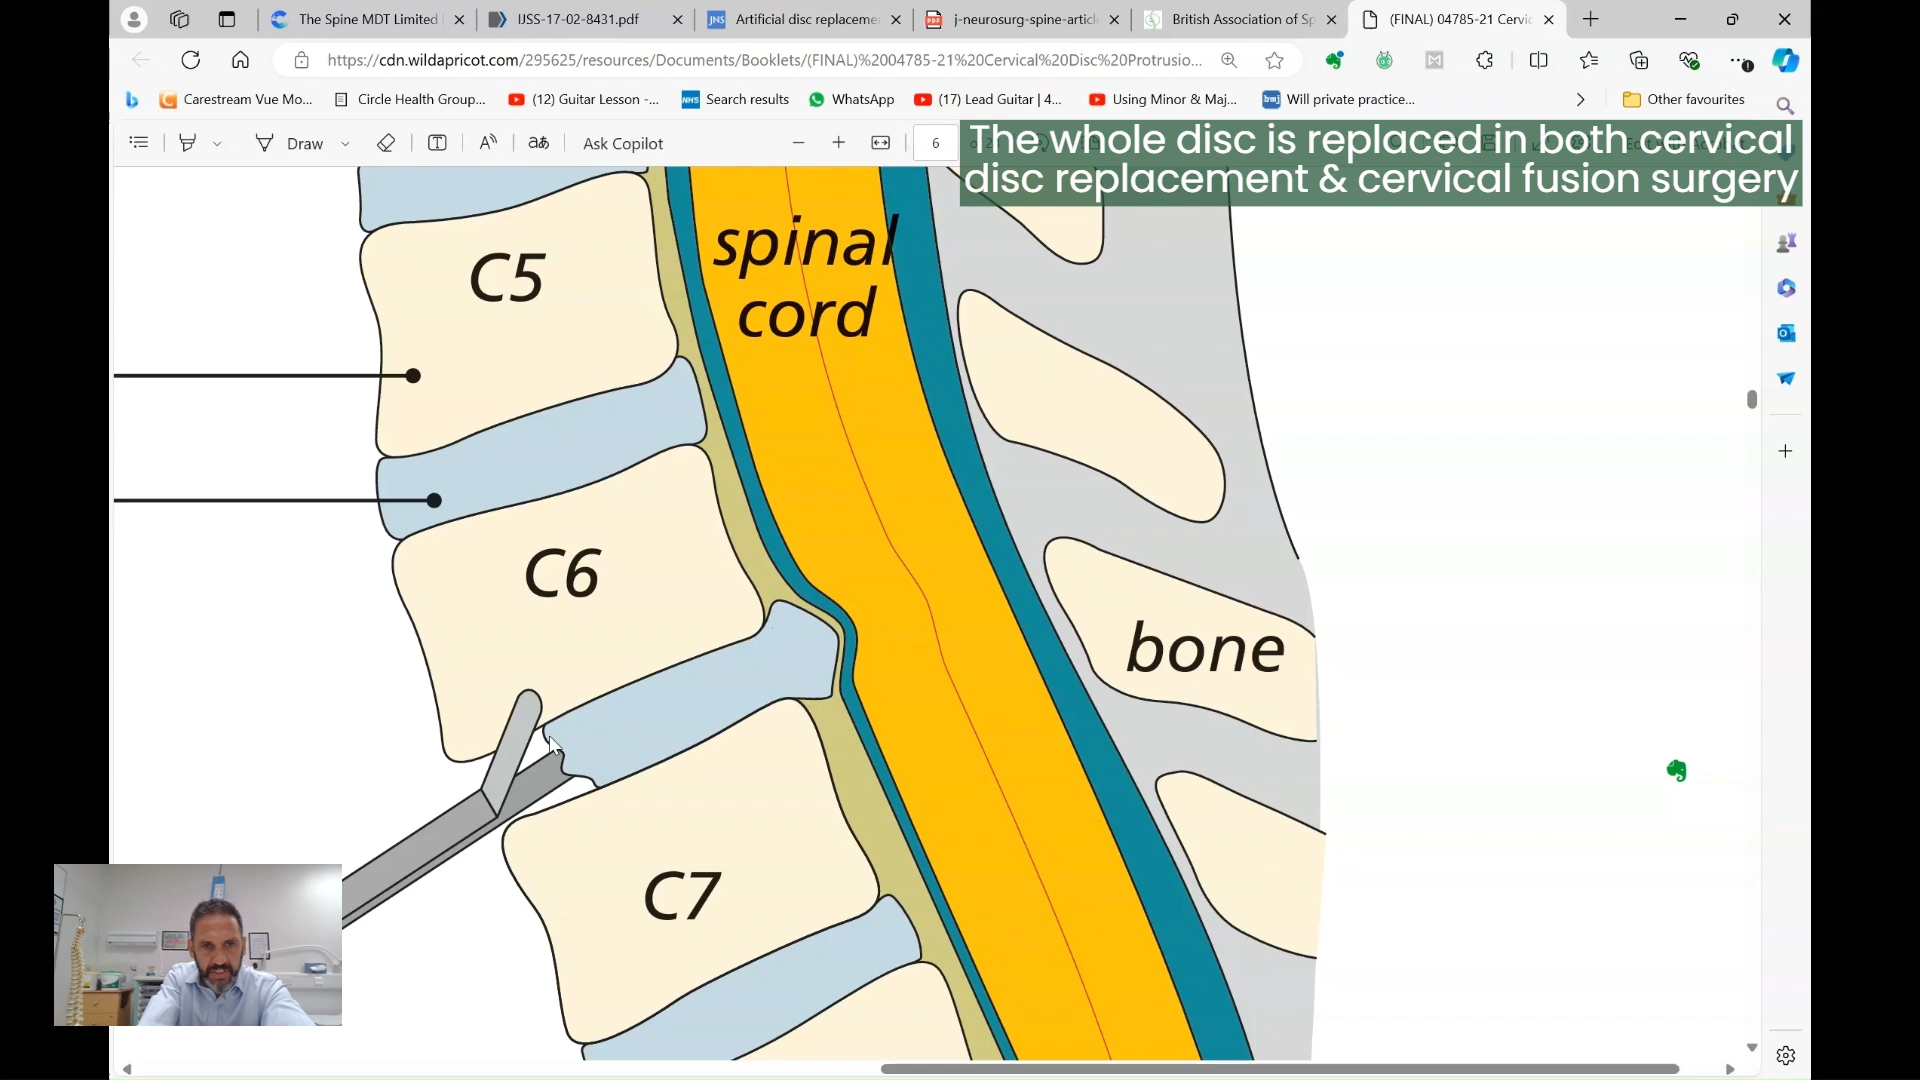 The Spine MDT Limited
IJSS-17-02-8431.pdf
Artificial disc replaceme
j-neurosurg-spine-articl
British Association of Sp
(FINAL) 04785-21 Cervic
https://cdn.wildapricot.com/295625/resources/Documents/Booklets/(FINAL)%2004785-21%20Cervical%20Disc%20Protrusio...
Carestream Vue Mo...
Circle Health Group...
(12) Guitar Lesson -...
Search results
WhatsApp
(17) Lead Guitar | 4...
Using Minor & Maj...
Will private practice...
Other favourites
Draw
Ask Copilot
6
The whole disc is replaced in both cervical
disc replacement & cervical fusion surgery
spinal
cord
C5
C6
bone
C7